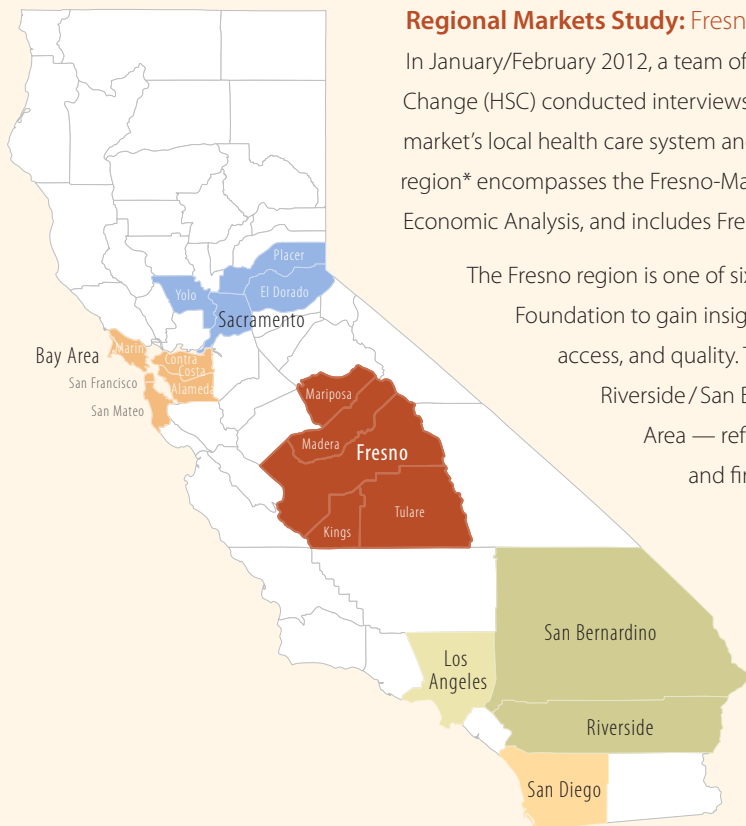 Regional Markets Study: Fresn
In January/February 2012, a team of
Change (HSC) conducted interviews
market’s local health care system an
region* encompasses the Fresno-Ma
Economic Analysis, and includes Fre
The Fresno region is one of six
Foundation to gain insig
access, and quality. T
Riverside / San B
Area — ref
and fi
Placer
El Dorado
Yolo
Sacramento
Bay Area
Marin
Contra
Costa
Alameda
San Francisco
San Mateo
Mariposa
Madera
Fresno
Kings
Tulare
San Bernardino
Los
Angeles
Riverside
San Diego